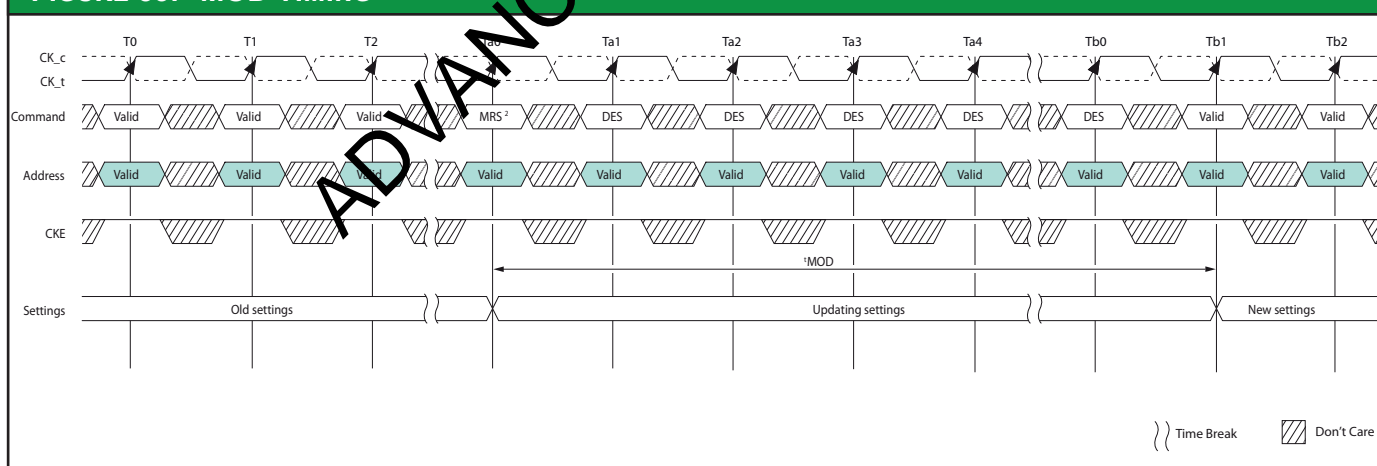 T0 T1 T2 Ta0 Ta1 Ta2 Ta3 Ta4 Tb0 Tb1 Tb2
CK_c
CK_t
Command Valid Valid Valid MRS 2 DES DES DES DES DES Valid Valid
Address Valid Valid Valid Valid Valid Valid Valid Valid Valid Valid Valid
CKE
tMOD
Settings Old settings Updating settings New settings
Time Break Don't Care
ADVANC